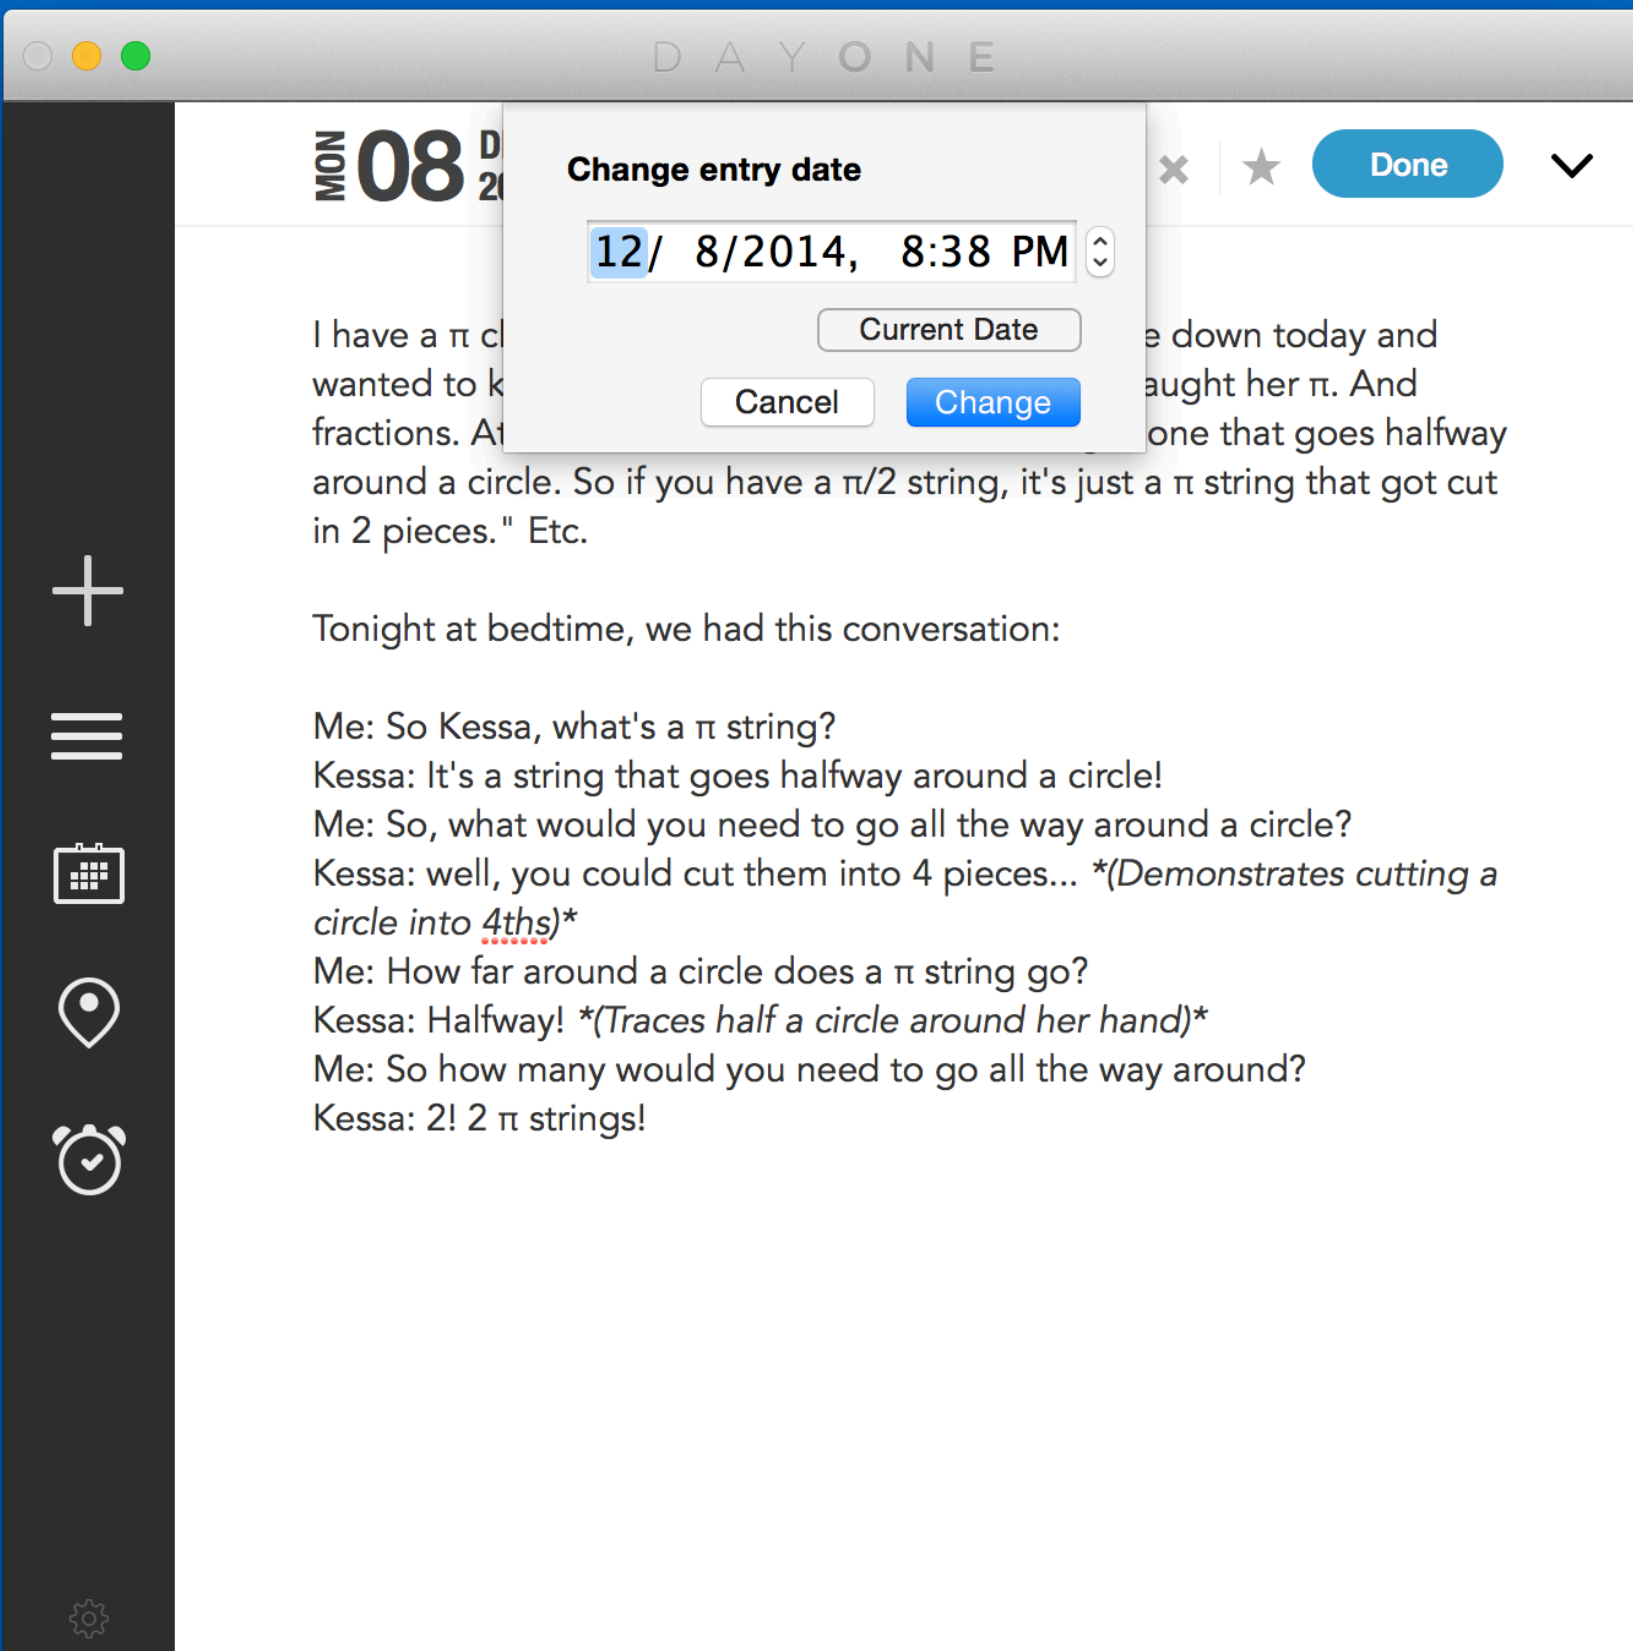 DAYONE
MON 08
Change entry date
Done
12/ 8/2014, 8:38 PM
Current Date
Cancel Change
I have a π down today and
wanted to her π. And
fractions. one that goes halfway
around a circle. So if you have a π/2 string, it's just a π string that got cut
in 2 pieces." Etc.
Tonight at bedtime, we had this conversation:
Me: So Kessa, what's a π string?
Kessa: It's a string that goes halfway around a circle!
Me: So, what would you need to go all the way around a circle?
Kessa: well, you could cut them into 4 pieces... *(Demonstrates cutting a
circle into 4ths)*
Me: How far around a circle does a π string go?
Kessa: Halfway! *(Traces half a circle around her hand)*
Me: So how many would you need to go all the way around?
Kessa: 2! 2 π strings!